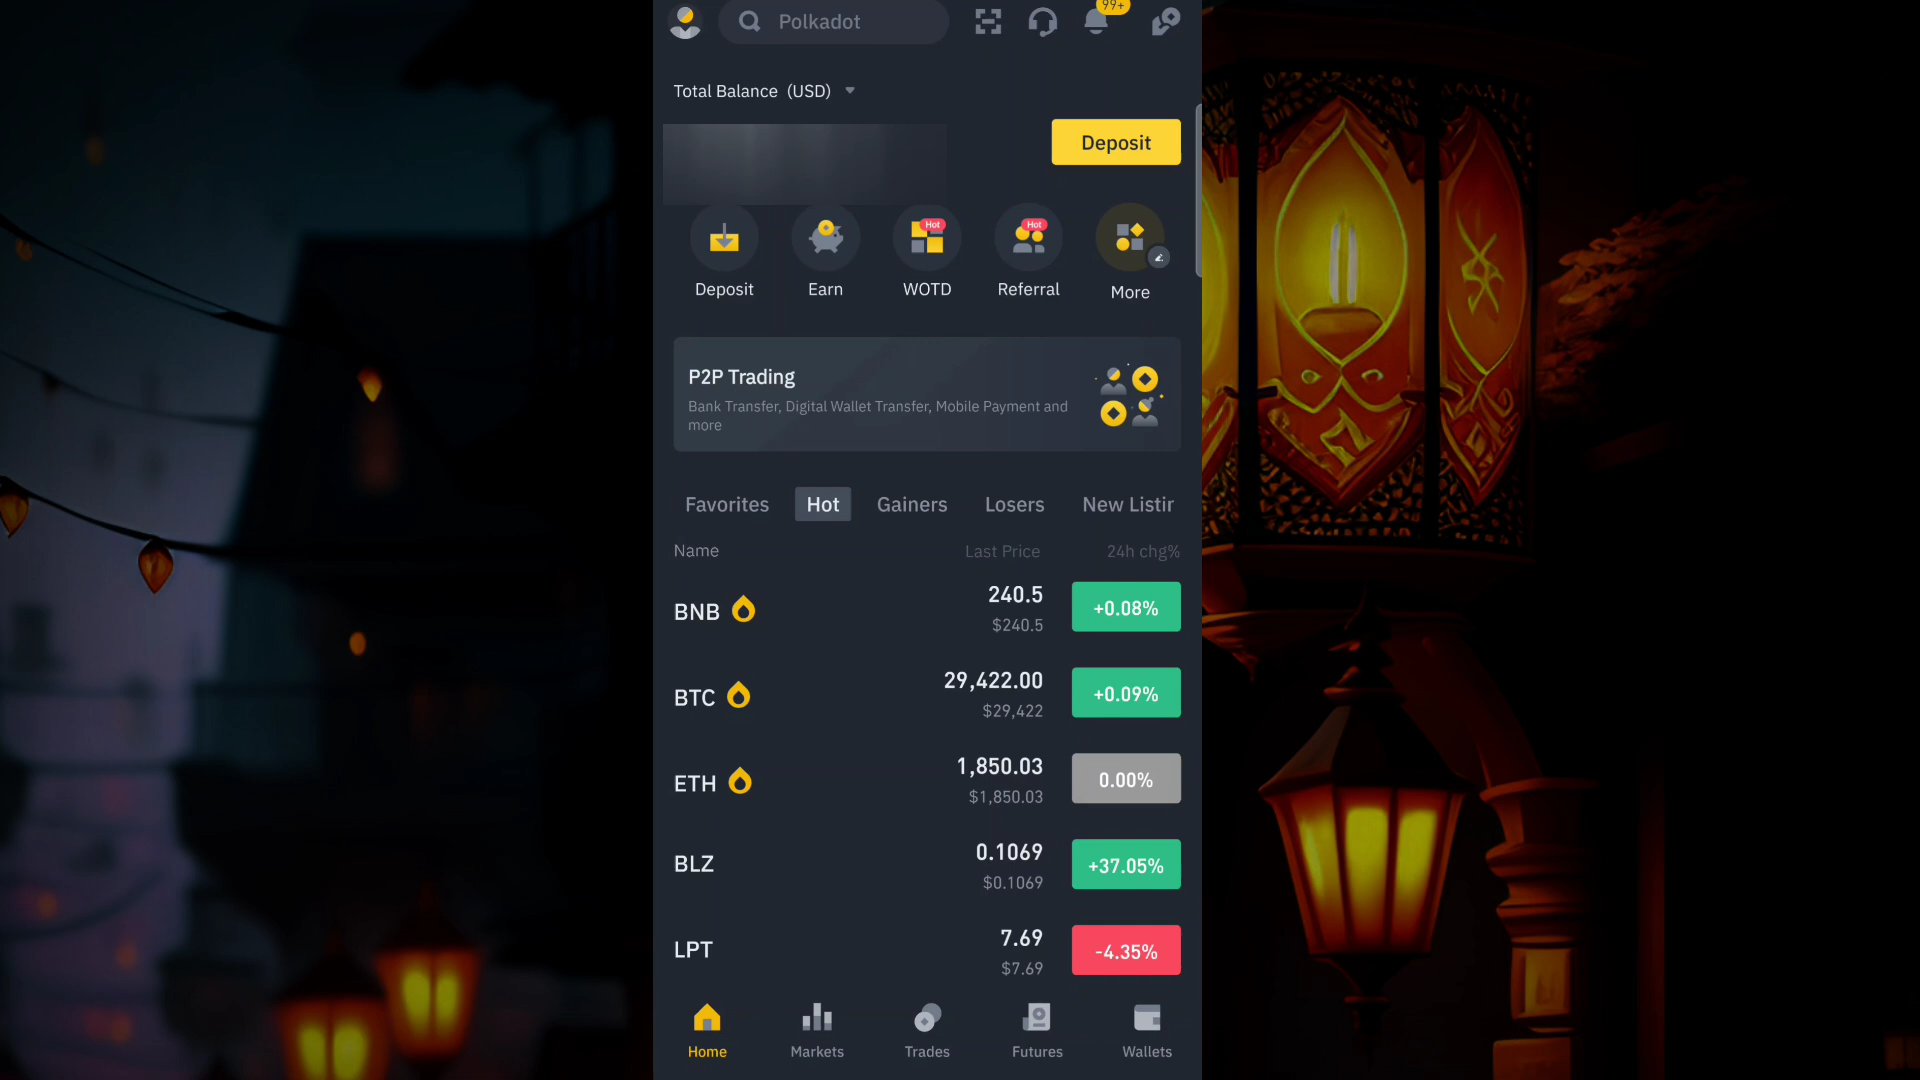 Polkadot
99+
Total Balance (USD)
Deposit
Hot
Hot
Deposit
Earn
WOTD
Referral
More
P2P Trading
Bank Transfer, Digital Wallet Transfer, Mobile Payment and
more
Favorites Hot Gainers Losers New Listin
Name Last Price 24h chg%
BNB 240.5 +0.08%
$240.5
BTC 29,422.00 +0.09%
$29,422
ETH 1,850.03 0.00%
$1,850.03
BLZ 0.1069 +37.05%
$0.1069
LPT 7.69 -4.35%
$7.69
Home Markets Trades Futures Wallets